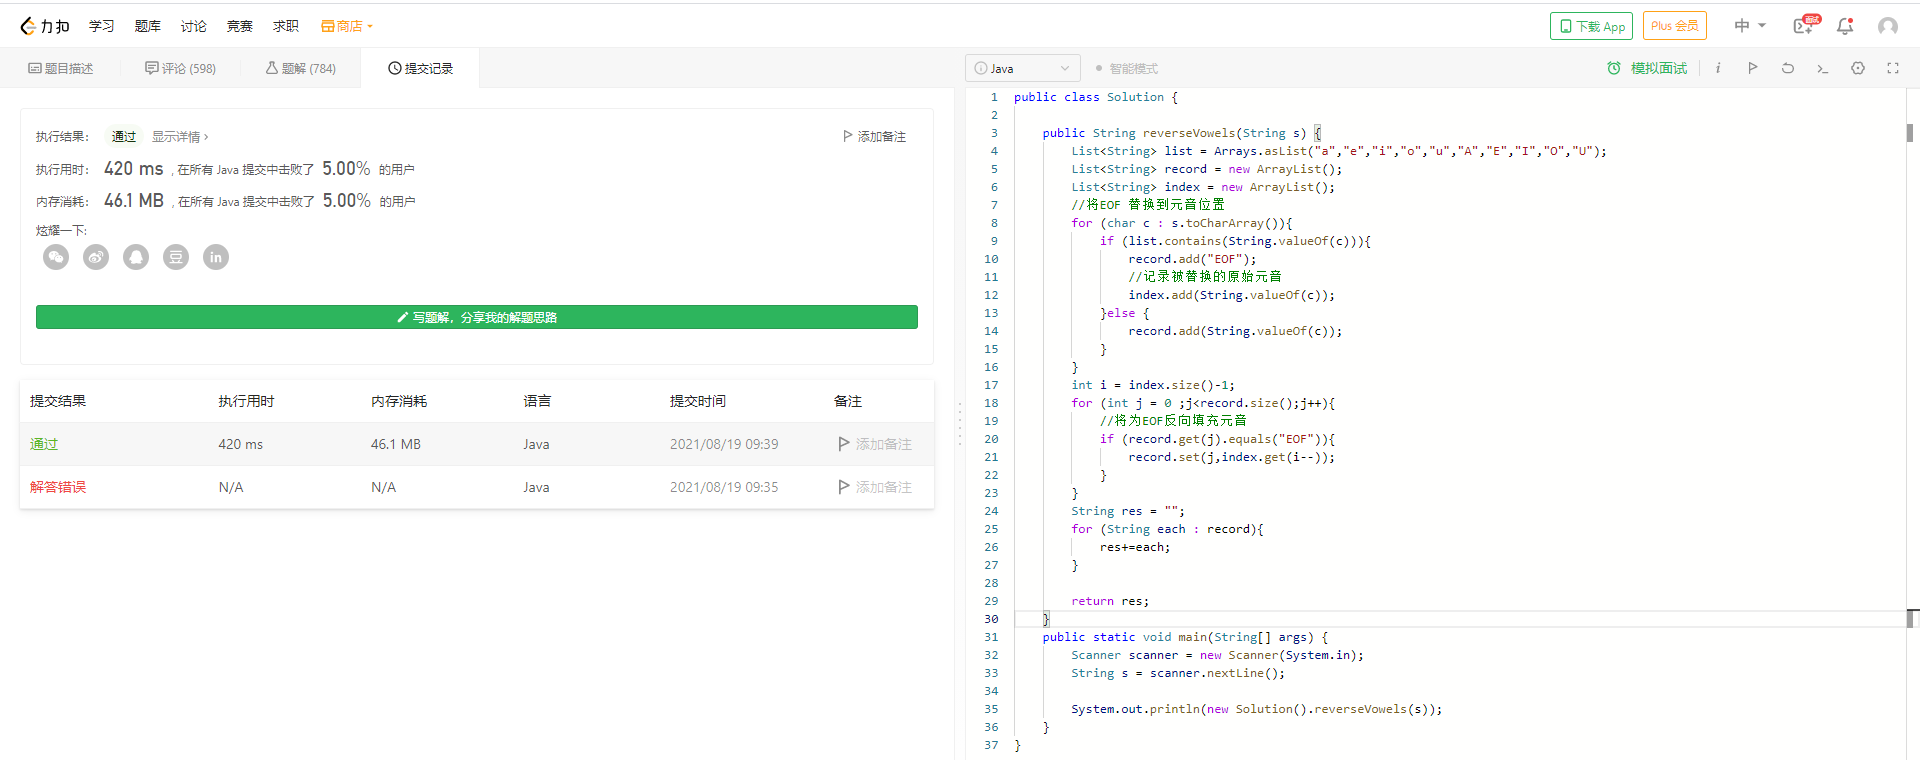 力扣 学习 题库 讨论 竞赛 求职 商店 下载 App Plus 会员 中 面试
题目描述 评论 (598) 题解 (784) 提交记录
执行结果： 通过 显示详情 › 添加备注
执行用时： 420 ms , 在所有 Java 提交中击败了 5.00% 的用户
内存消耗： 46.1 MB , 在所有 Java 提交中击败了 5.00% 的用户
炫耀一下:
写题解，分享我的解题思路
提交结果 执行用时 内存消耗 语言 提交时间 备注
通过 420 ms 46.1 MB Java 2021/08/19 09:39 添加备注
解答错误 N/A N/A Java 2021/08/19 09:35 添加备注
Java 智能模式 模拟面试
1 public class Solution {
2
3 public String reverseVowels(String s) {
4 List<String> list = Arrays.asList("a","e","i","o","u","A","E","I","O","U");
5 List<String> record = new ArrayList();
6 List<String> index = new ArrayList();
7 //将EOF 替换到元音位置
8 for (char c : s.toCharArray()){
9 if (list.contains(String.valueOf(c))){
10 record.add("EOF");
11 //记录被替换的原始元音
12 index.add(String.valueOf(c));
13 }else {
14 record.add(String.valueOf(c));
15 }
16 }
17 int i = index.size()-1;
18 for (int j = 0 ;j<record.size();j++){
19 //将为EOF反向填充元音
20 if (record.get(j).equals("EOF")){
21 record.set(j,index.get(i--));
22 }
23 }
24 String res = "";
25 for (String each : record){
26 res+=each;
27 }
28
29 return res;
30 }
31 public static void main(String[] args) {
32 Scanner scanner = new Scanner(System.in);
33 String s = scanner.nextLine();
34
35 System.out.println(new Solution().reverseVowels(s));
36 }
37 }